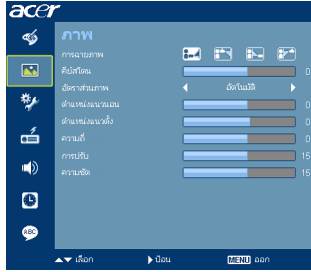 acer
ภาพ
การฉายภาพ
คีย์สโตน 0
อัตราส่วนภาพ อัตโนมัติ
ตำแหน่งแนวนอน 0
ตำแหน่งแนวตั้ง 0
ความถี่ 0
การปรับ 15
ความชัด 15
ABC
เลือก ป้อน MENU ออก